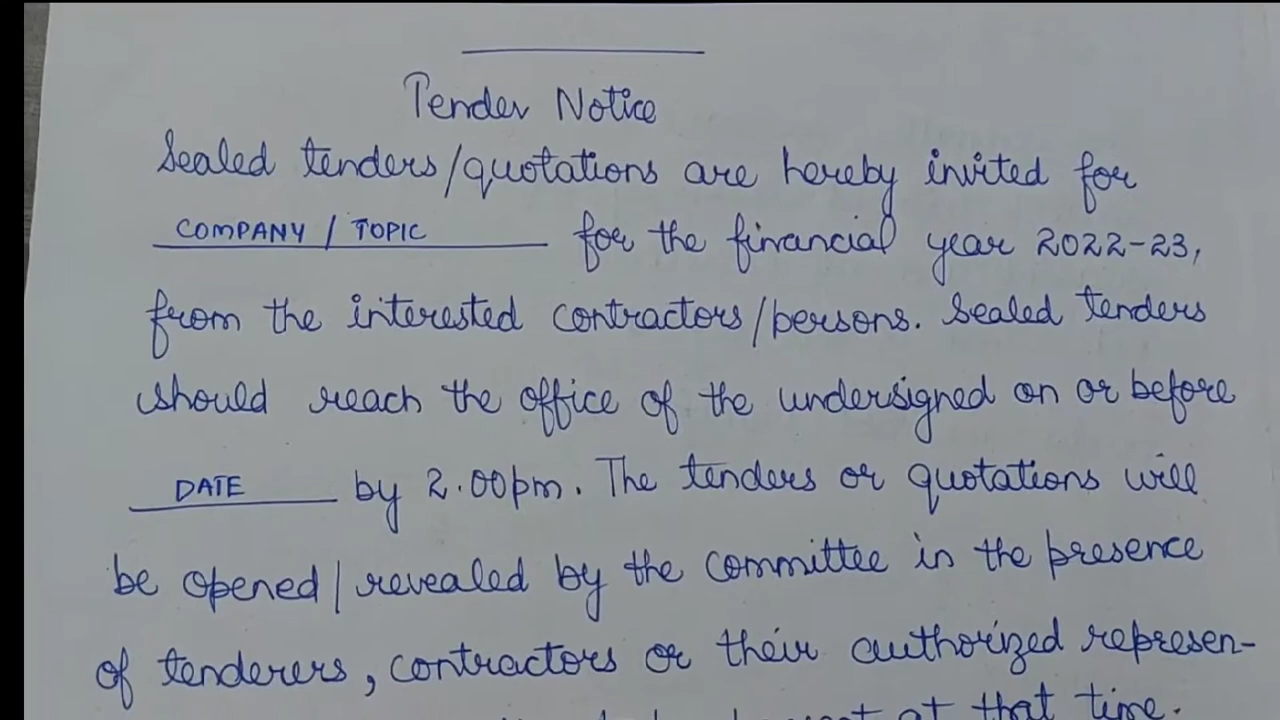 Tender Notice
Sealed tenders/quotations are hereby invited for
COMPANY / TOPIC for the financial year 2022-23,
from the interested contractors/persons. Sealed tenders
should reach the office of the undersigned on or before
DATE by 2.00pm. The tenders or quotations will
be opened/revealed by the committee in the presence
of tenderers, contractors or their authorized represen-
at that time.